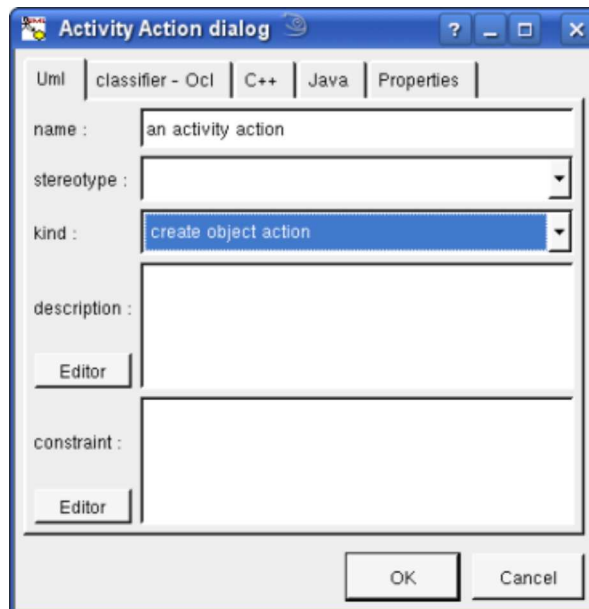 Activity Action dialog
Uml classifier - Ocl C++ Java Properties
name : an activity action
stereotype :
kind : create object action
description :
Editor
constraint :
Editor
OK Cancel